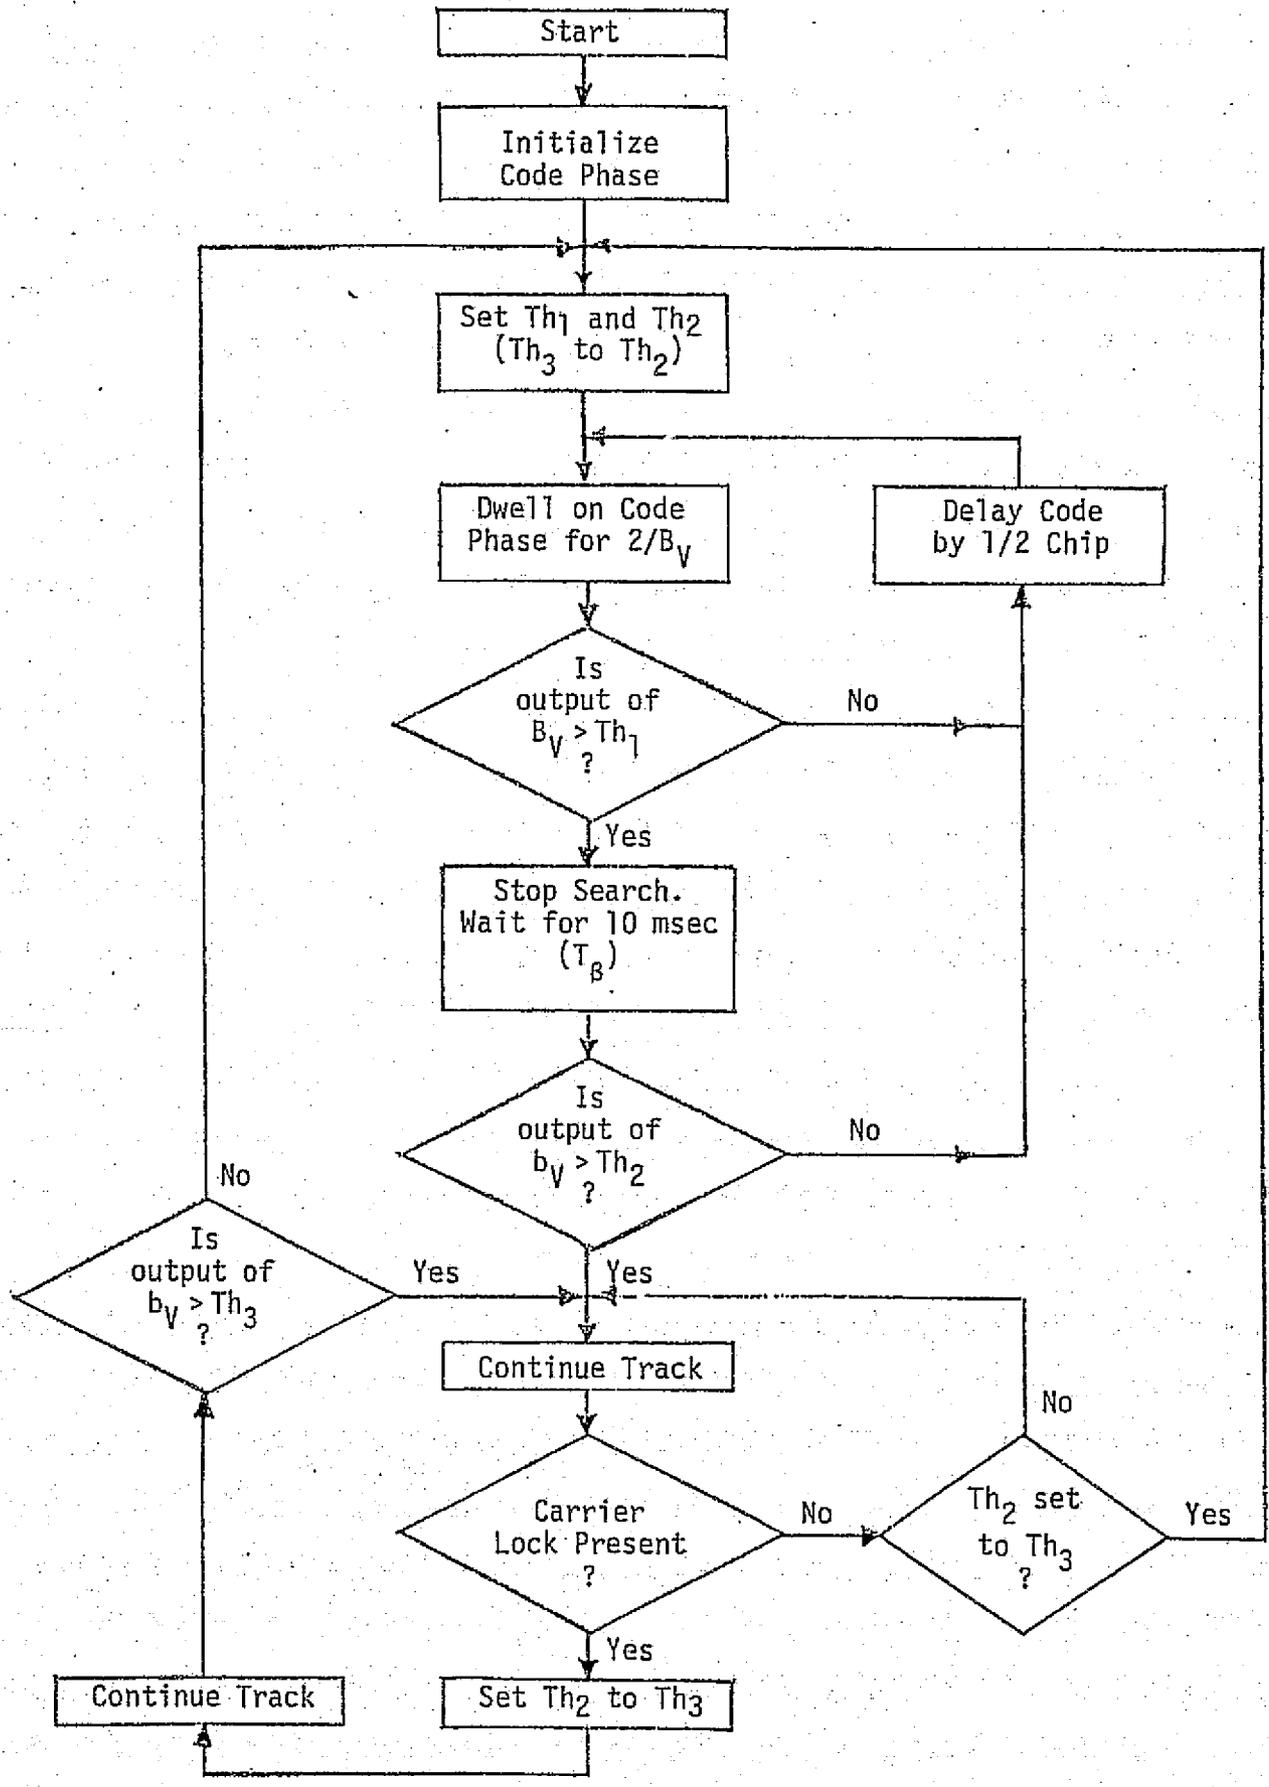 Start
Initialize
Code Phase
Set Th1 and Th2
(Th3 to Th2)
Dwell on Code
Phase for 2/BV
Delay Code
by 1/2 Chip
Is
output of
BV > Th1
?
No
Yes
Stop Search.
Wait for 10 msec
(Tβ)
Is
output of
bV > Th2
?
No
Yes
No
Is
output of
bV > Th3
?
Yes
Continue Track
No
Carrier
Lock Present
?
No
Th2 set
to Th3
?
Yes
Yes
Set Th2 to Th3
Continue Track